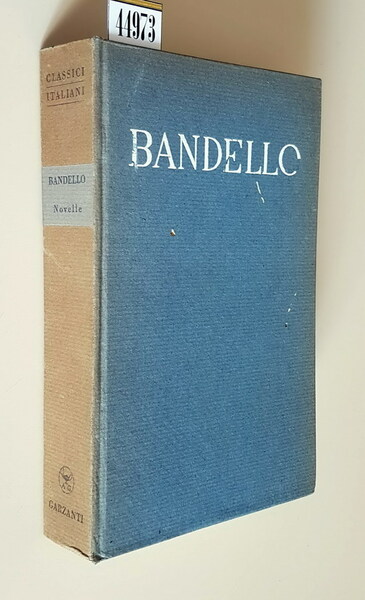 44973
CLASSICI
ITALIANI
BANDELLO
Novelle
GARZANTI
BANDELLO